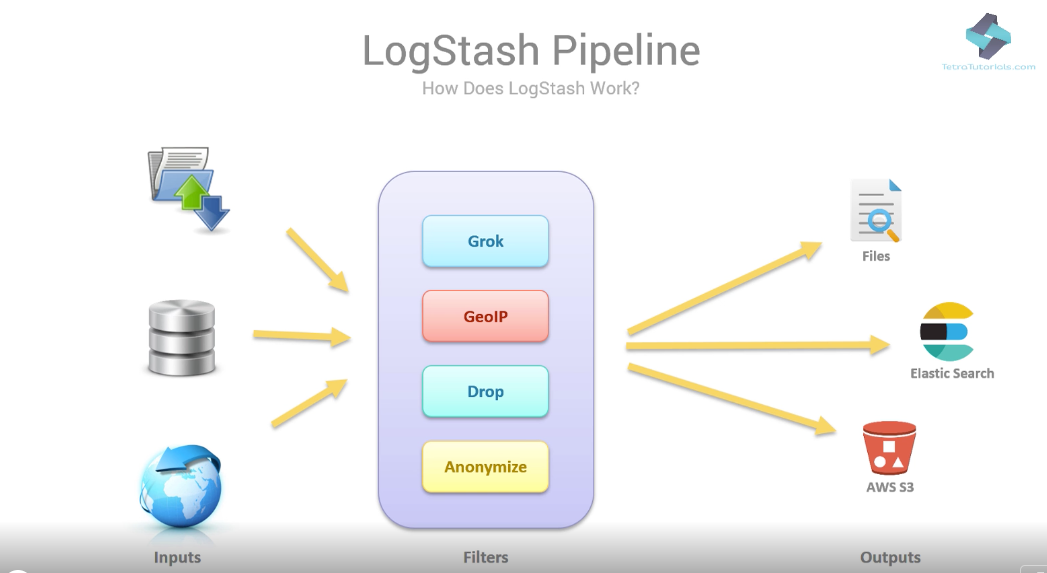 LogStash Pipeline
How Does LogStash Work?
TetraTutorials.com
Grok
GeoIP
Drop
Anonymize
Files
Elastic Search
AWS S3
Inputs
Filters
Outputs